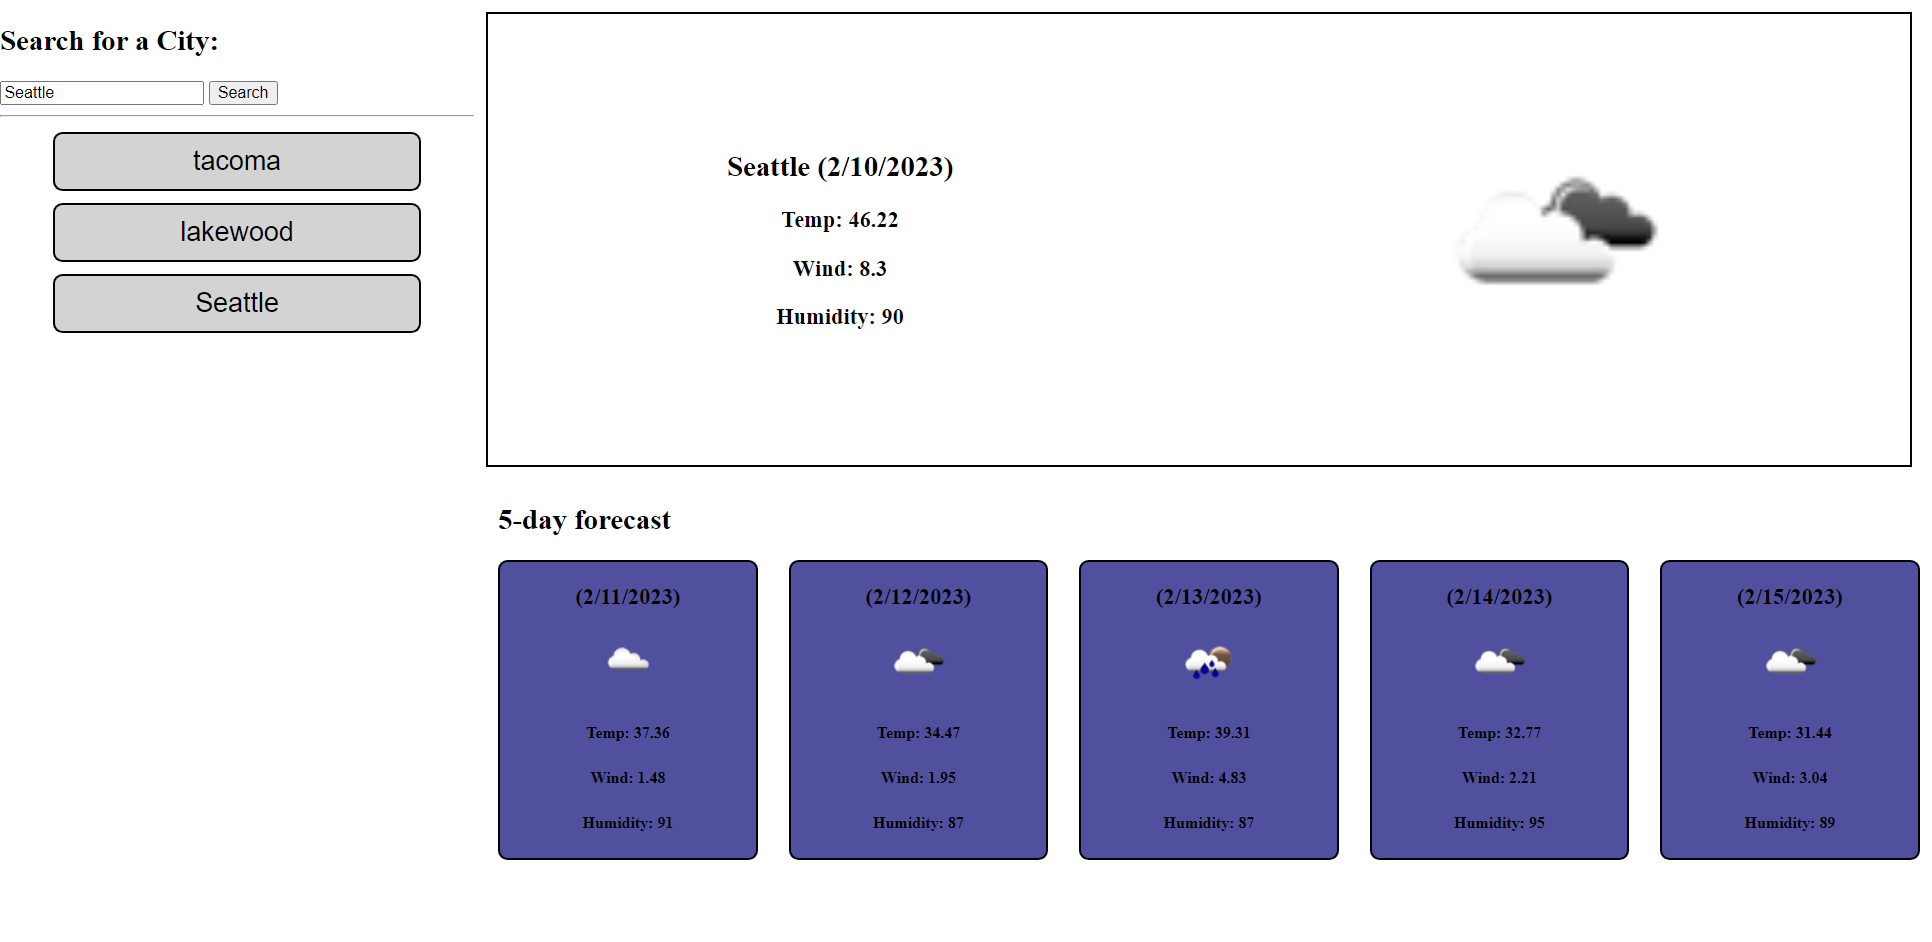 Search for a City:
Seattle
Search
tacoma
lakewood
Seattle
Seattle (2/10/2023)
Temp: 46.22
Wind: 8.3
Humidity: 90
5-day forecast
(2/11/2023)
Temp: 37.36
Wind: 1.48
Humidity: 91
(2/12/2023)
Temp: 34.47
Wind: 1.95
Humidity: 87
(2/13/2023)
Temp: 39.31
Wind: 4.83
Humidity: 87
(2/14/2023)
Temp: 32.77
Wind: 2.21
Humidity: 95
(2/15/2023)
Temp: 31.44
Wind: 3.04
Humidity: 89